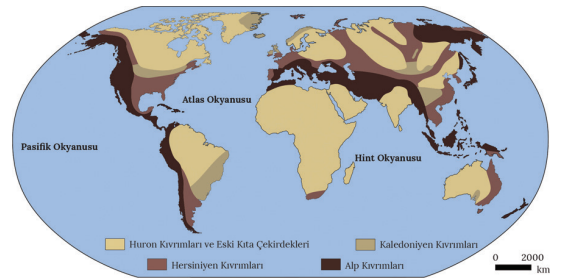 Atlas Okyanusu
Pasifik Okyanusu
Hint Okyanusu
Huron Kıvrımları ve Eski Kıta Çekirdekleri
Kaledoniyen Kıvrımları
Hersiniyen Kıvrımları
Alp Kıvrımları
0 2000
km